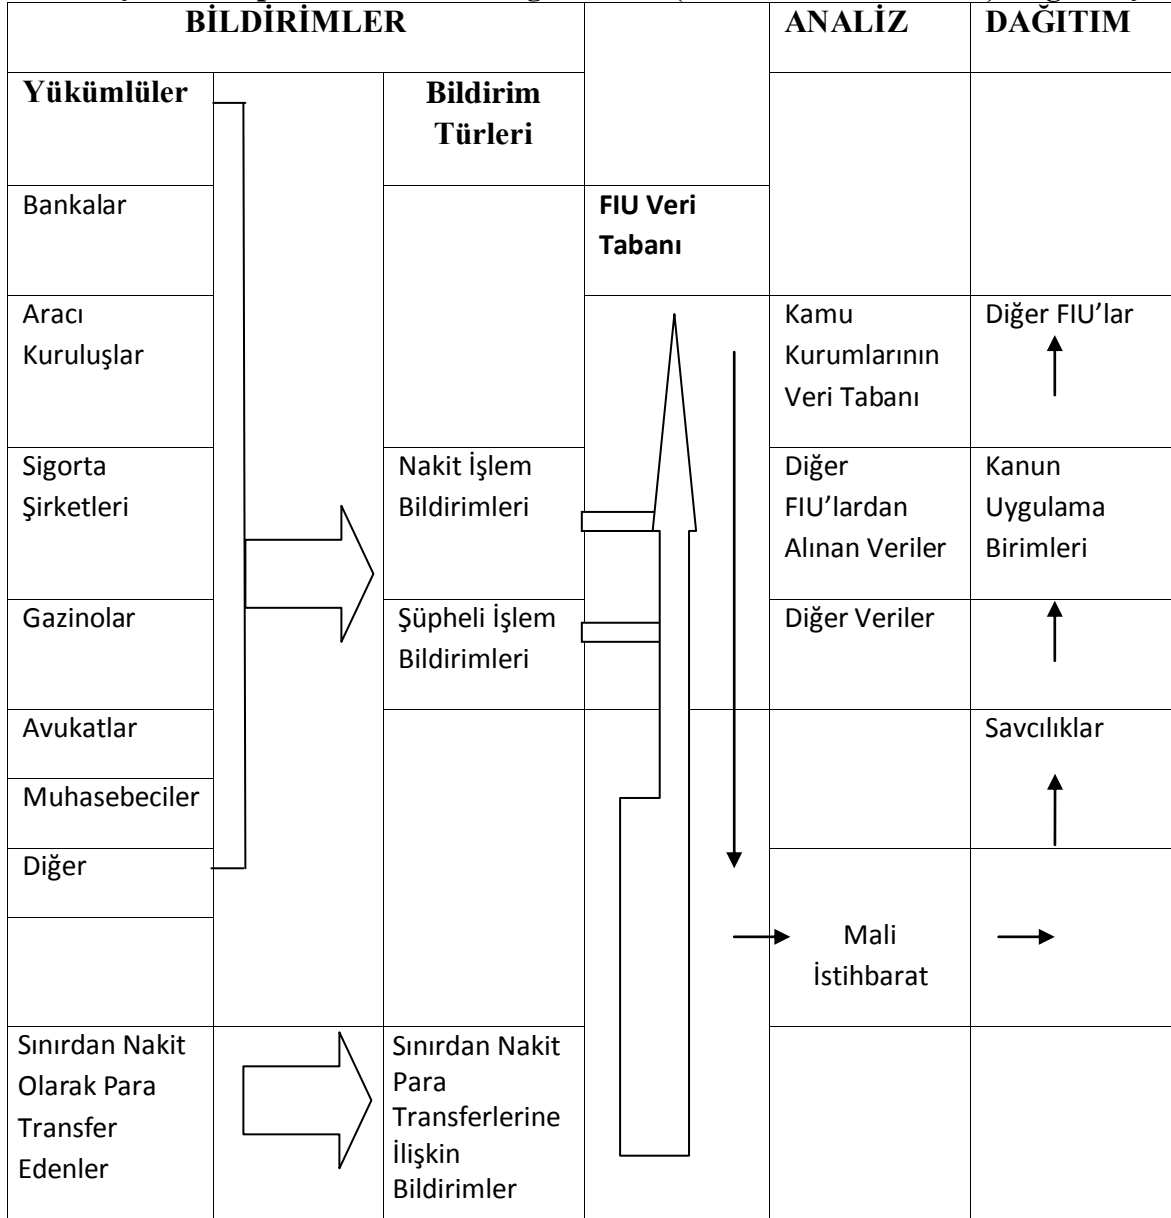 BİLDİRİMLER
ANALİZ
DAĞITIM
Yükümlüler
Bildirim
Türleri
Bankalar
FIU Veri
Tabanı
Aracı
Kuruluşlar
Kamu
Kurumlarının
Veri Tabanı
Diğer FIU’lar
Sigorta
Şirketleri
Nakit İşlem
Bildirimleri
Diğer
FIU’lardan
Alınan Veriler
Kanun
Uygulama
Birimleri
Gazinolar
Şüpheli İşlem
Bildirimleri
Diğer Veriler
Avukatlar
Savcılıklar
Muhasebeciler
Diğer
Mali
İstihbarat
Sınırdan Nakit
Olarak Para
Transfer
Edenler
Sınırdan Nakit
Para
Transferlerine
İlişkin
Bildirimler